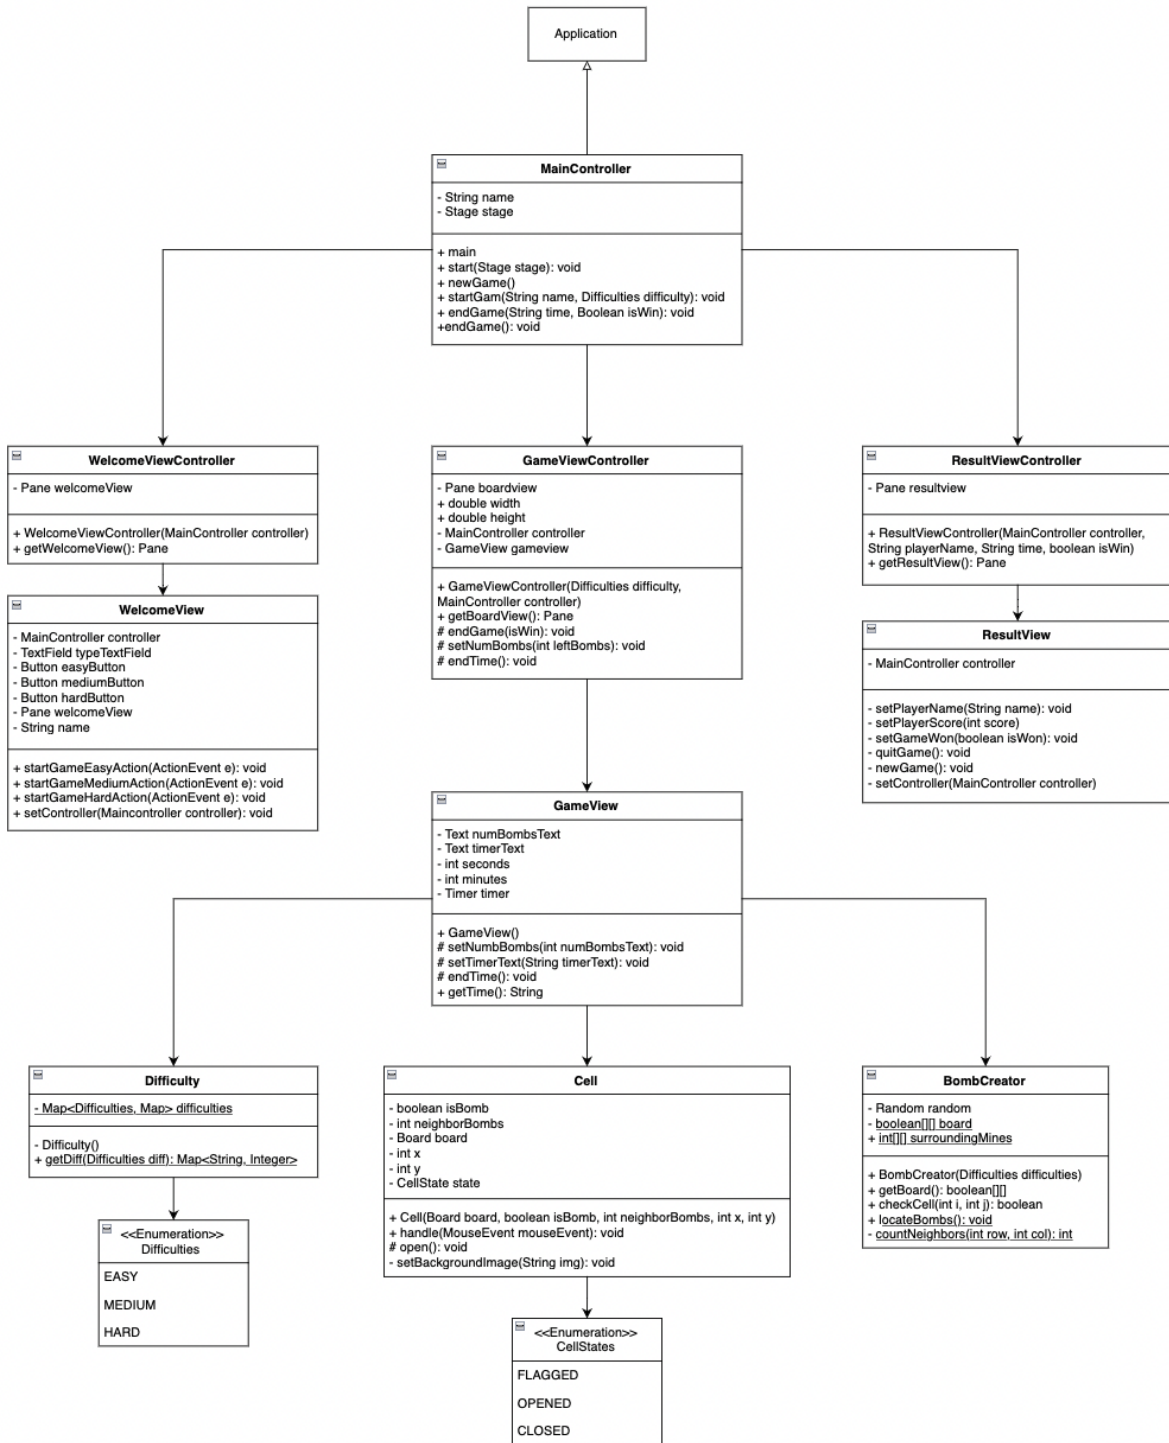 Application
MainController
- String name
- Stage stage
+ main
+ start(Stage stage): void
+ newGame()
+ startGam(String name, Difficulties difficulty): void
+ endGame(String time, Boolean isWin): void
+endGame(): void
WelcomeViewController
- Pane welcomeView
+ WelcomeViewController(MainController controller)
+ getWelcomeView(): Pane
GameViewController
- Pane boardview
+ double width
+ double height
- MainController controller
- GameView gameview
+ GameViewController(Difficulties difficulty,
MainController controller)
+ getBoardView(): Pane
# endGame(isWin): void
# setNumBombs(int leftBombs): void
# endTime(): void
ResultViewController
- Pane resultview
+ ResultViewController(MainController controller,
String playerName, String time, boolean isWin)
+ getResultView(): Pane
WelcomeView
- MainController controller
- TextField typeTextField
- Button easyButton
- Button mediumButton
- Button hardButton
- Pane welcomeView
- String name
+ startGameEasyAction(ActionEvent e): void
+ startGameMediumAction(ActionEvent e): void
+ startGameHardAction(ActionEvent e): void
+ setController(Maincontroller controller): void
ResultView
- MainController controller
- setPlayerName(String name): void
- setPlayerScore(int score)
- setGameWon(boolean isWon): void
- quitGame(): void
- newGame(): void
- setController(MainController controller)
GameView
- Text numBombsText
- Text timerText
- int seconds
- int minutes
- Timer timer
+ GameView()
# setNumbBombs(int numBombsText): void
# setTimerText(String timerText): void
# endTime(): void
+ getTime(): String
Difficulty
- Map<Difficulties, Map> difficulties
- Difficulty()
+ getDiff(Difficulties diff): Map<String, Integer>
Cell
- boolean isBomb
- int neighborBombs
- Board board
- int x
- int y
- CellState state
+ Cell(Board board, boolean isBomb, int neighborBombs, int x, int y)
+ handle(MouseEvent mouseEvent): void
# open(): void
- setBackgroundImage(String img): void
BombCreator
- Random random
- boolean[][] board
+ int[][] surroundingMines
+ BombCreator(Difficulties difficulties)
+ getBoard(): boolean[][]
+ checkCell(int i, int j): boolean
+ locateBombs(): void
- countNeighbors(int row, int col): int
<<Enumeration>>
Difficulties
EASY
MEDIUM
HARD
<<Enumeration>>
CellStates
FLAGGED
OPENED
CLOSED